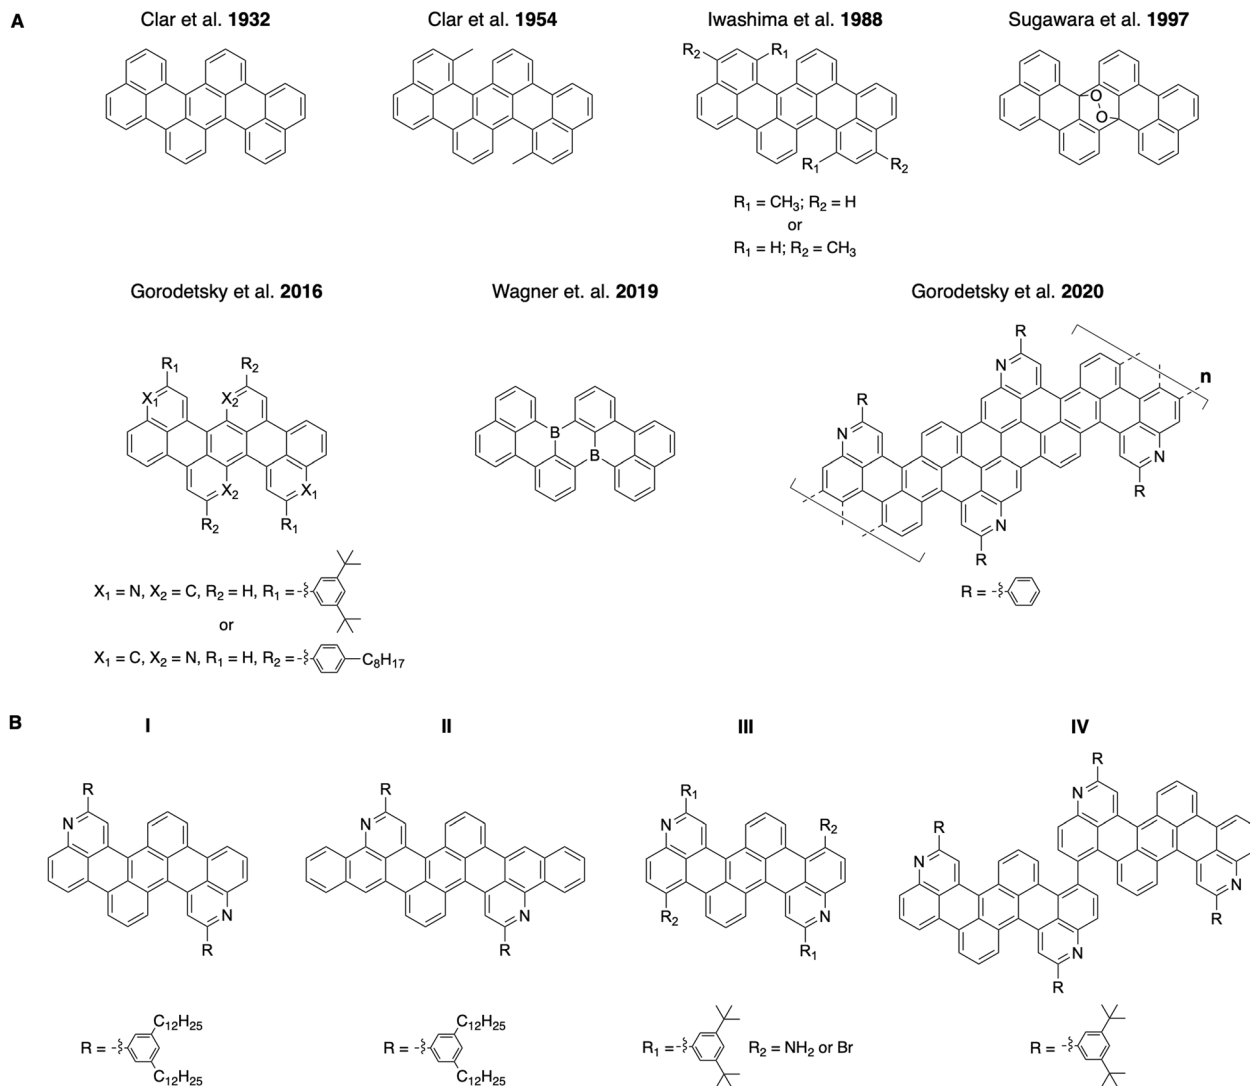 A
Clar et al. 1932
Clar et al. 1954
Iwashima et al. 1988
Sugawara et al. 1997
R2
R1
R1
R2
O
O
R1 = CH3; R2 = H
or
R1 = H; R2 = CH3
Gorodetsky et al. 2016
Wagner et. al. 2019
Gorodetsky et al. 2020
R1
R2
X1
X2
X2
X1
R2
R1
B
B
R
N
R
N
n
N
R
N
R
X1 = N, X2 = C, R2 = H, R1 =
or
X1 = C, X2 = N, R1 = H, R2 =
C8H17
R =
B
I
II
III
IV
R
N
N
R
R
N
N
R
R1
N
R2
R2
N
R1
R
N
R
N
N
R
N
R
R =
C12H25
C12H25
R =
C12H25
C12H25
R1 =
R2 = NH2 or Br
R =